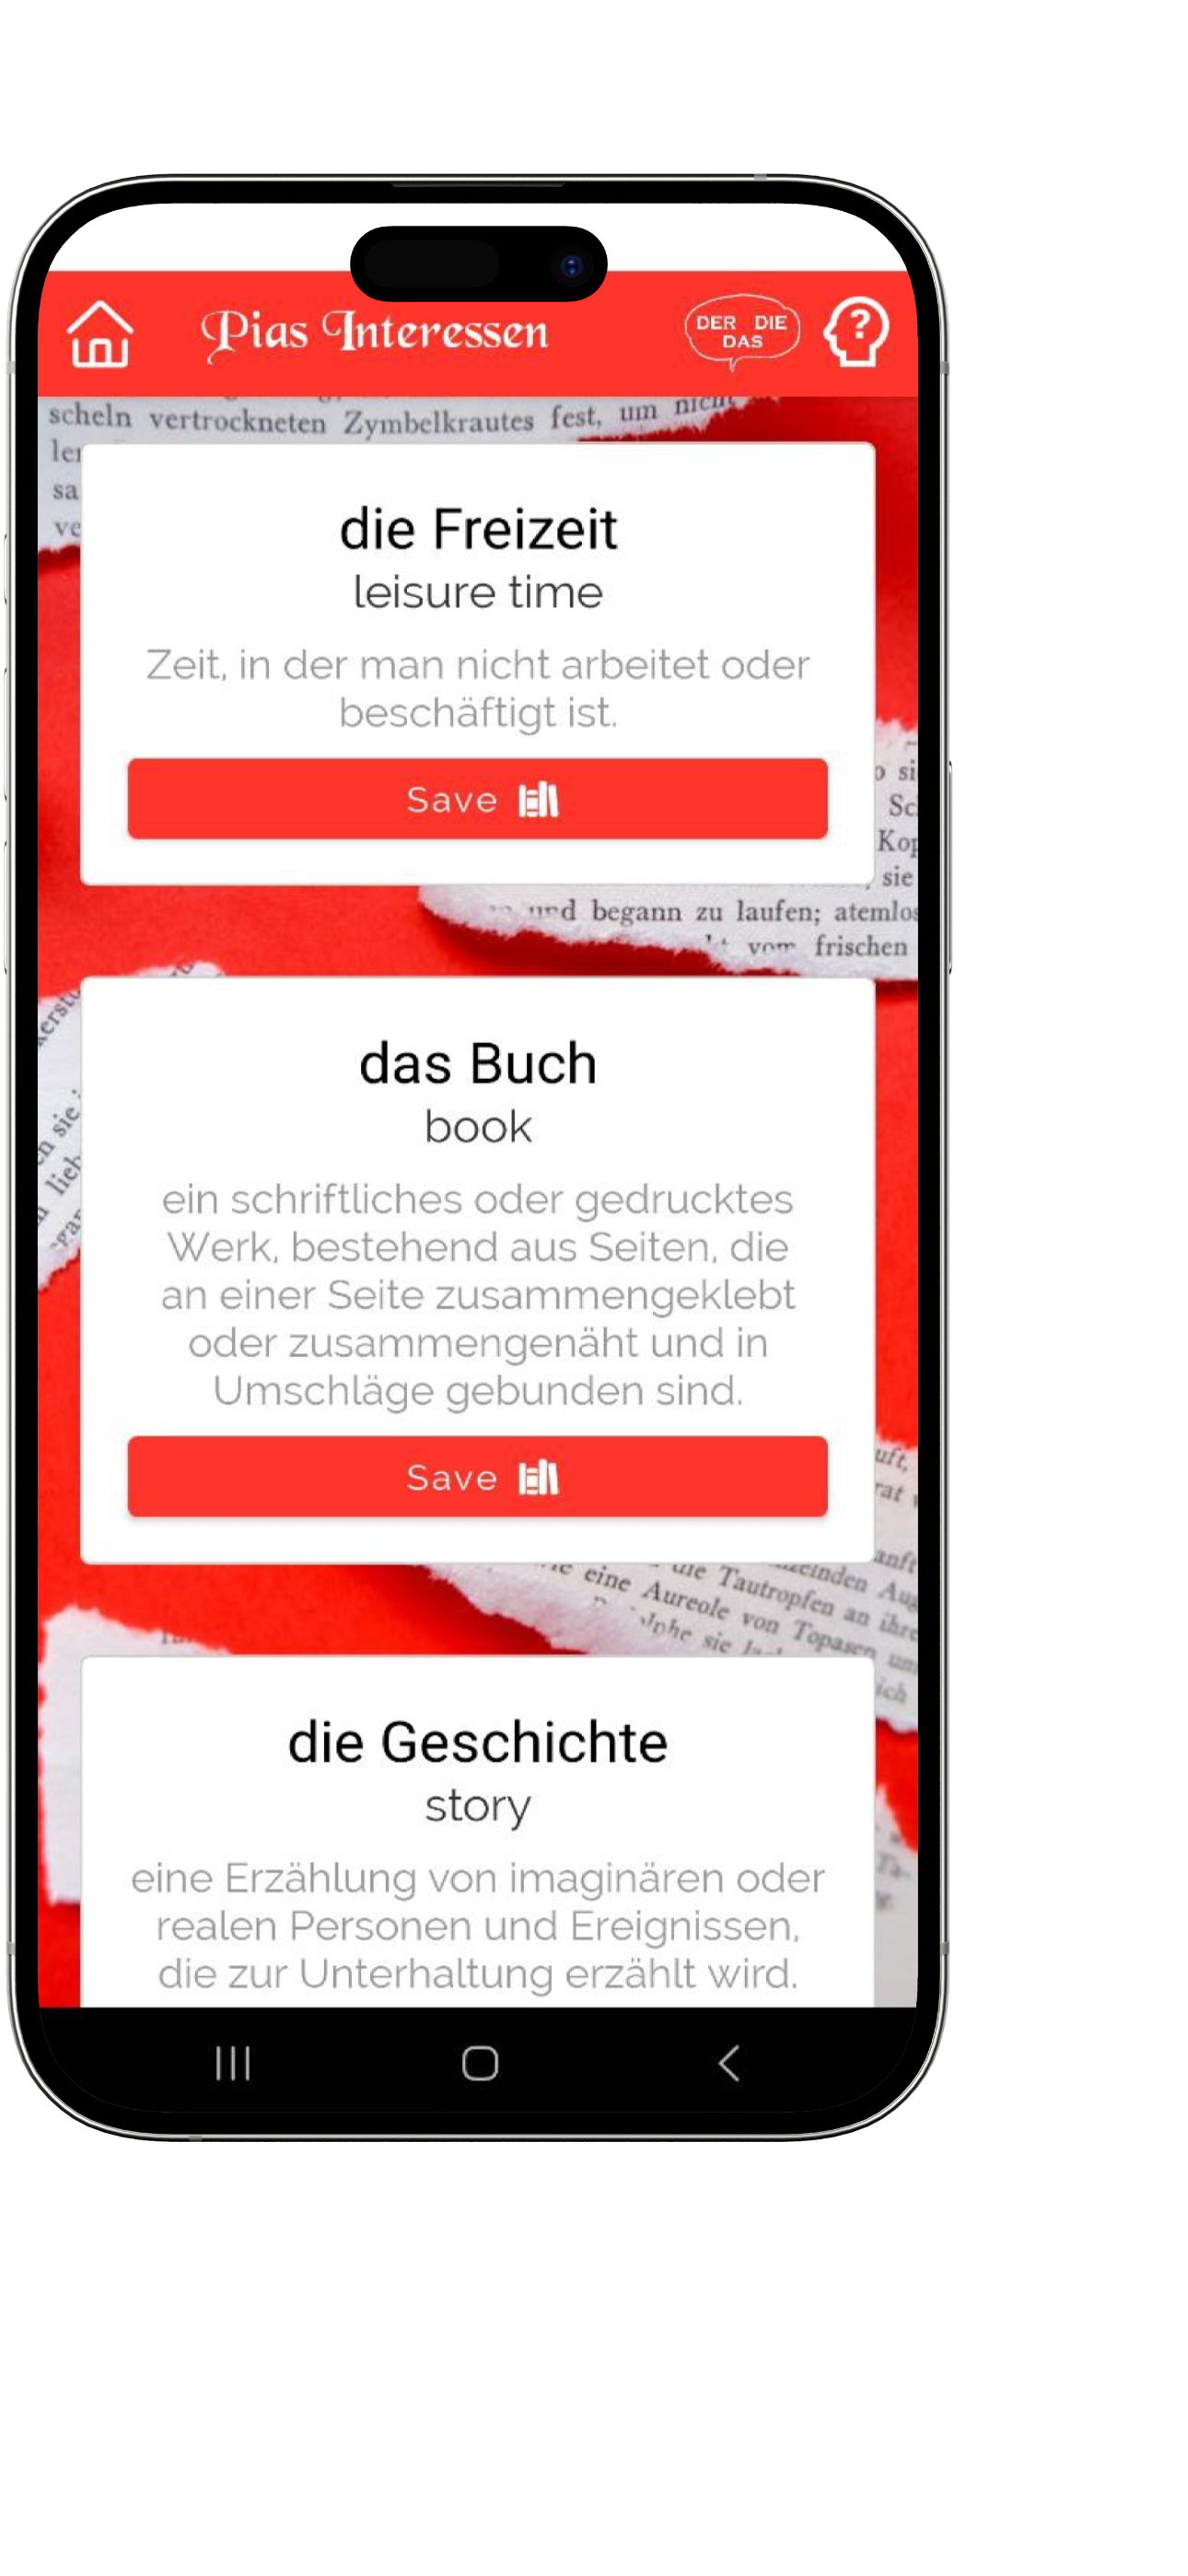 Pias Interessen
DER DIE
DAS
scheln vertrockneten Zymbelkrautes fest, um nicht
die Freizeit
leisure time
Zeit, in der man nicht arbeitet oder
beschäftigt ist.
Save
und begann zu laufen; atemlos
vom frischen
das Buch
book
ein schriftliches oder gedrucktes
Werk, bestehend aus Seiten, die
an einer Seite zusammengeklebt
oder zusammengenäht und in
Umschläge gebunden sind.
Save
eine Aureole von Topasen um
die Tautropfen an ihre
die Geschichte
story
eine Erzählung von imaginären oder
realen Personen und Ereignissen,
die zur Unterhaltung erzählt wird.